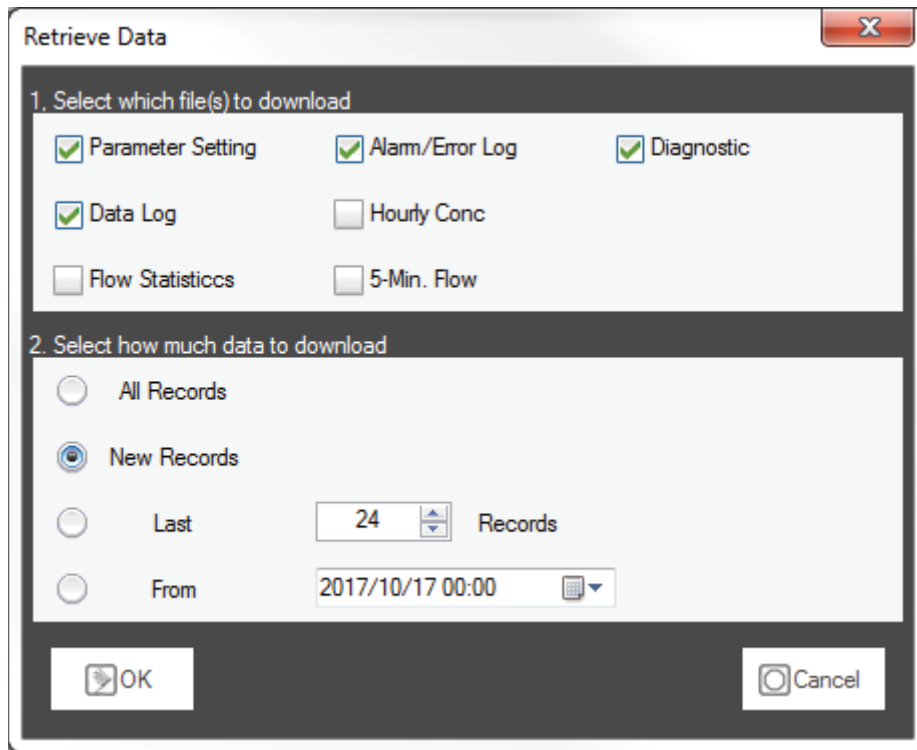 Retrieve Data
1, Select which file(s) to download
Parameter Setting Alarm/Error Log Diagnostic
Data Log Hourly Conc
Flow Statisticcs 5-Min. Flow
2. Select how much data to download
All Records
New Records
Last 24 Records
From 2017/10/17 00:00
OK Cancel